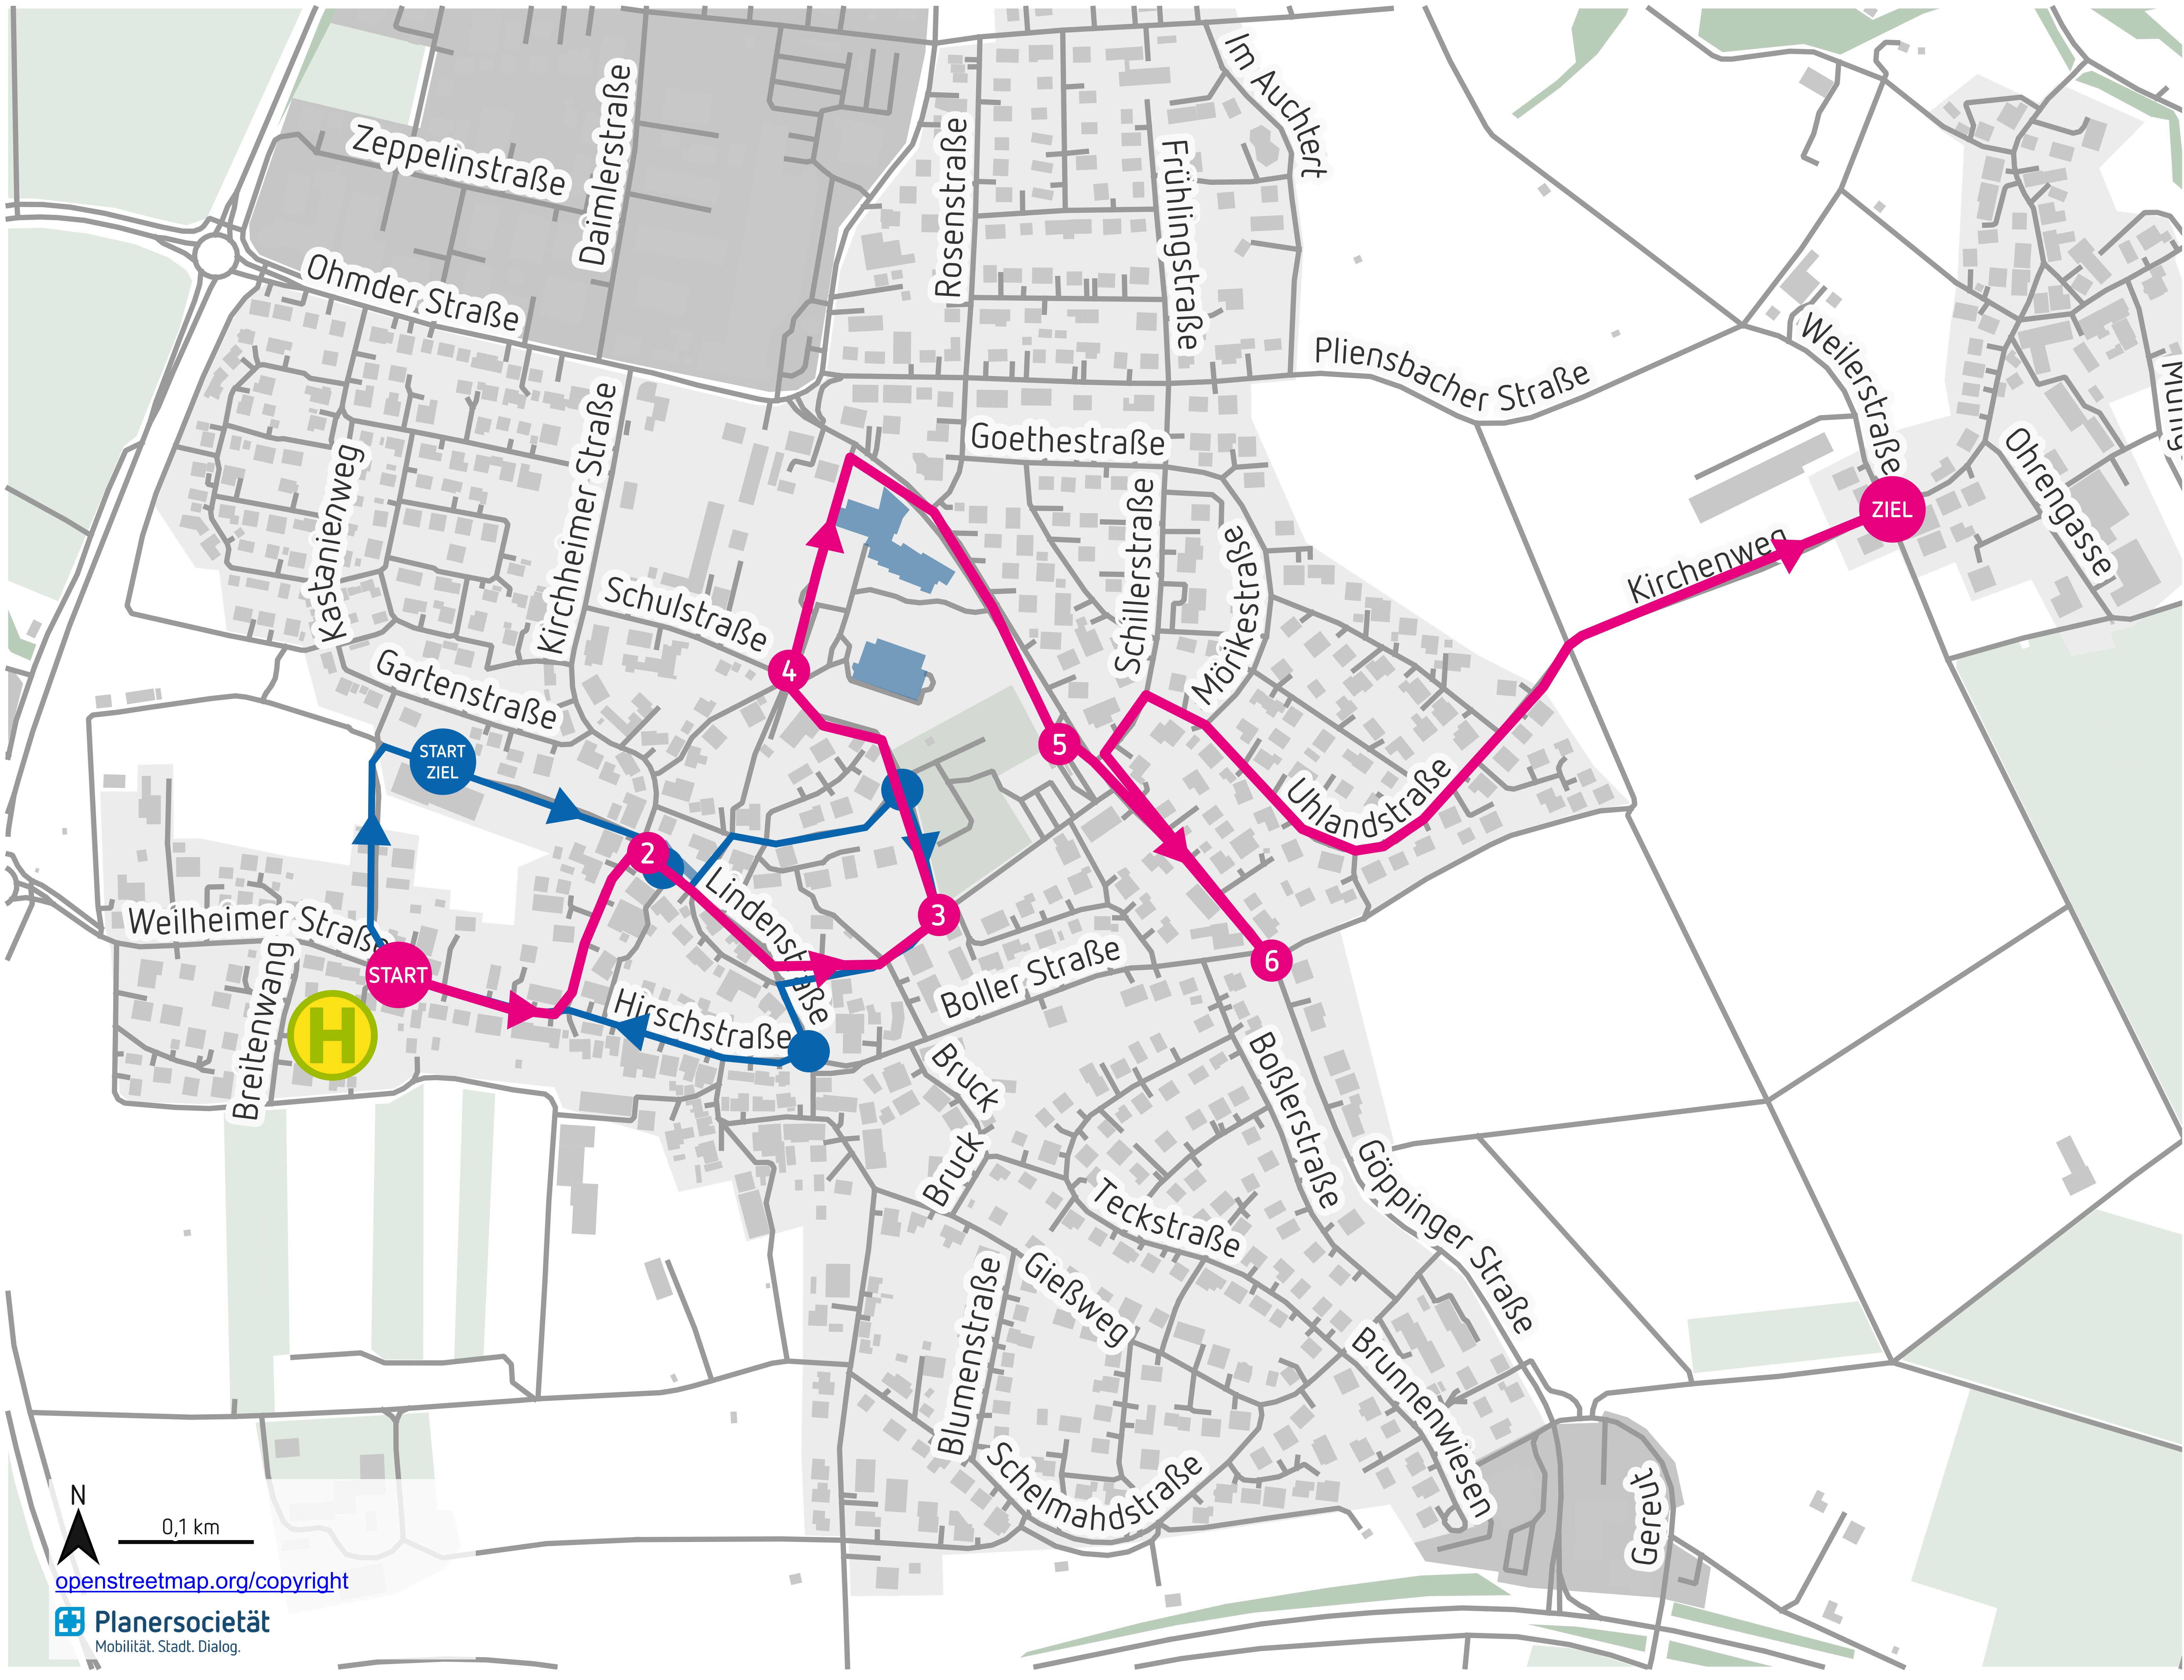 Im Auchtert
Zeppelinstraße
Daimlerstraße
Rosenstraße
Frühlingstraße
Ohmder Straße
Pliensbacher Straße
Weilerstraße
Kirchheimer Straße
Goethestraße
Kastanienweg
Schillerstraße
Mörikestraße
Ohrengasse
ZIEL
Kirchenweg
Schulstraße
4
Gartenstraße
START
ZIEL
5
Uhlandstraße
2
Lindenstraße
3
Weilheimer Straße
START
Breitenwang
H
Hirschstraße
Boller Straße
6
Bruck
Bruck
Boßlerstraße
Göppinger Straße
Teckstraße
Gießweg
Blumenstraße
Brunnenwiesen
Schelmahdstraße
Gereut
N
0,1 km
openstreetmap.org/copyright
Planersocietät
Mobilität. Stadt. Dialog.